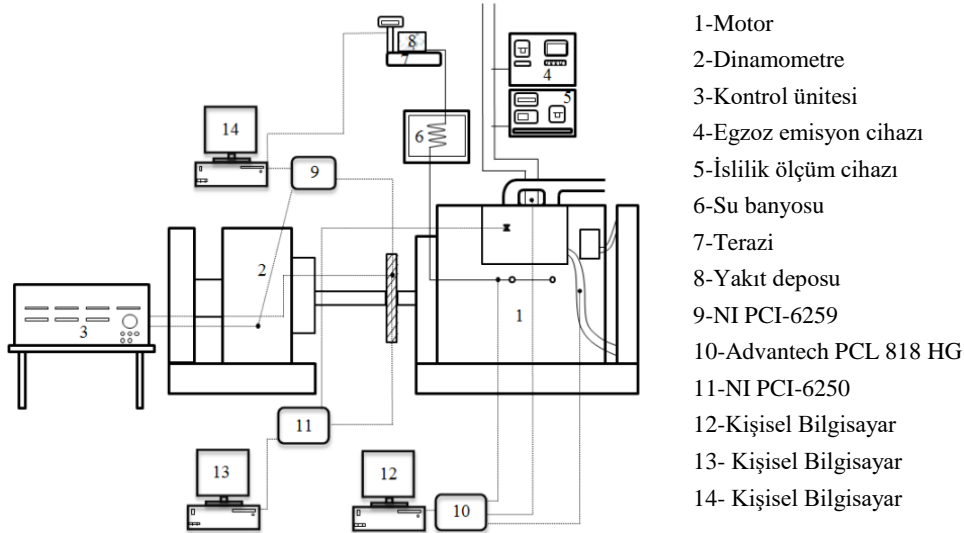 1-Motor
2-Dinamometre
3-Kontrol ünitesi
4-Egzoz emisyon cihazı
5-İslilik ölçüm cihazı
6-Su banyosu
7-Terazi
8-Yakıt deposu
9-NI PCI-6259
10-Advantech PCL 818 HG
11-NI PCI-6250
12-Kişisel Bilgisayar
13- Kişisel Bilgisayar
14- Kişisel Bilgisayar
8
7
4
5
14
6
9
2
3
1
11
13
12
10